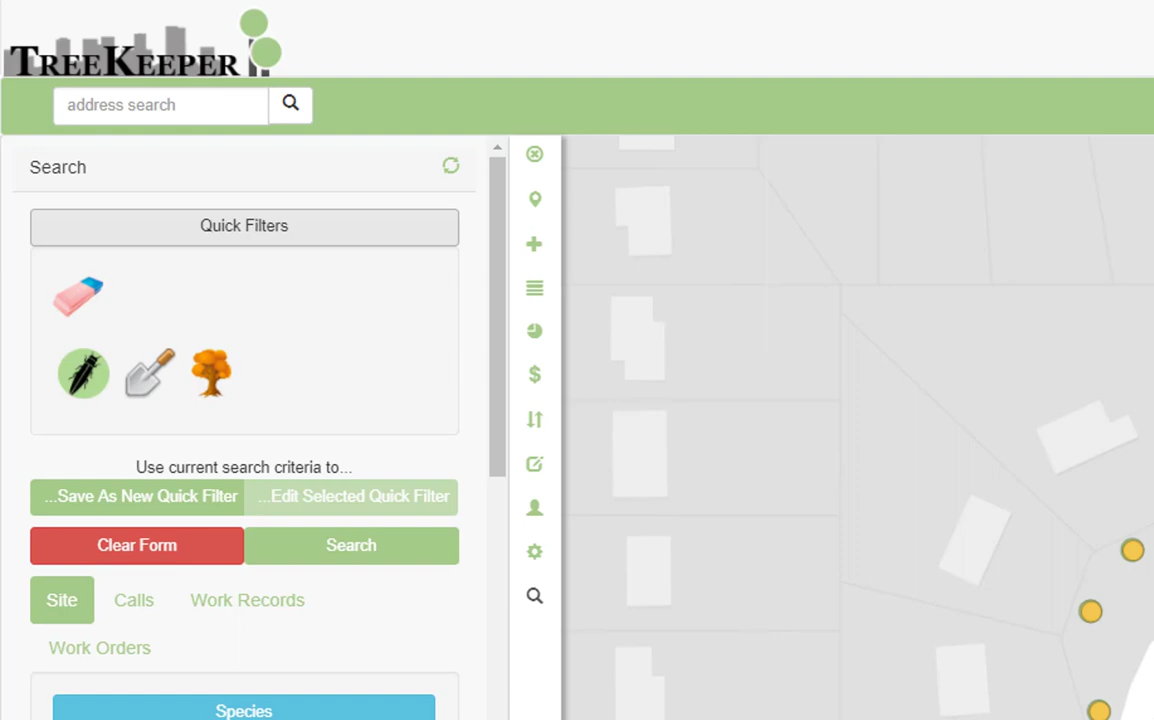 TREEKEEPER
address search
Search
Quick Filters
Use current search criteria to...
...Save As New Quick Filter
...Edit Selected Quick Filter
Clear Form
Search
Site
Calls
Work Records
Work Orders
Species